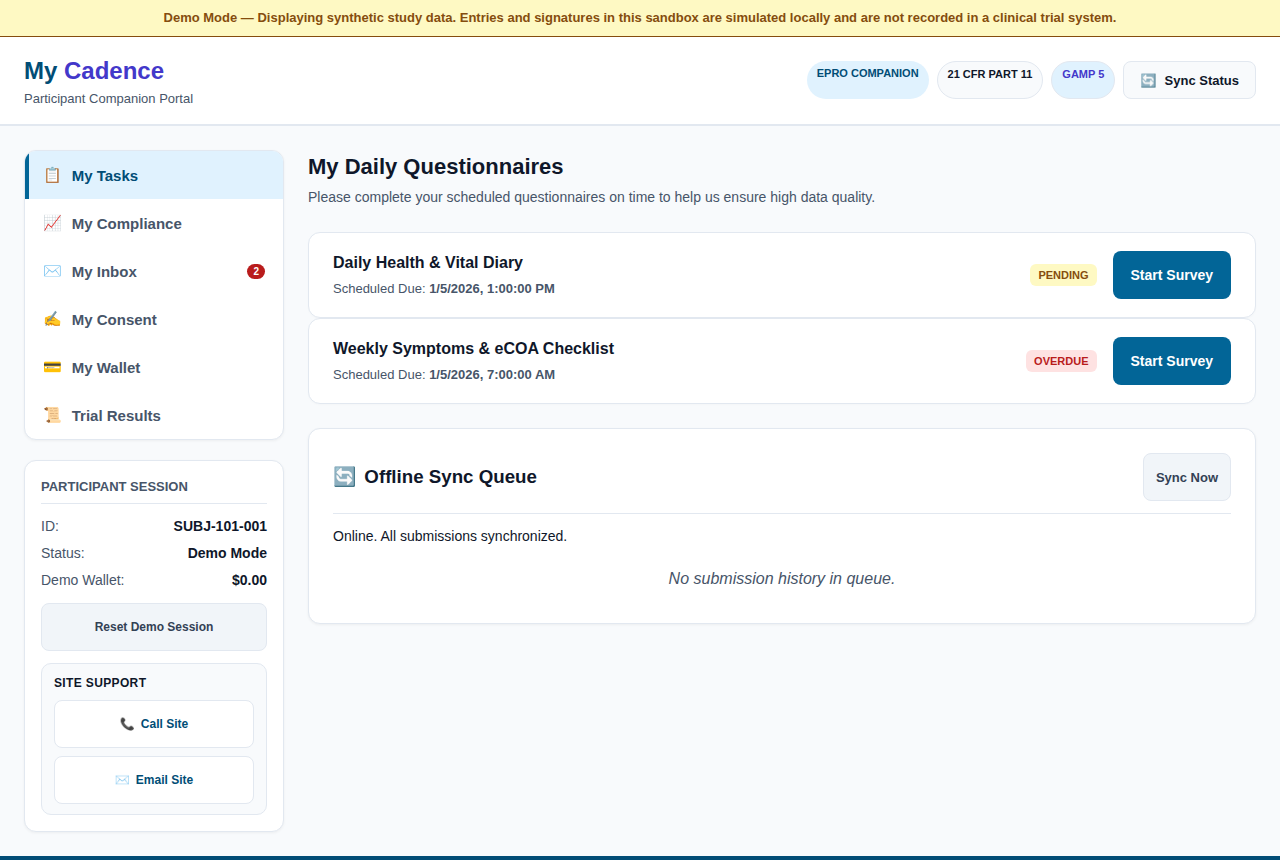 Demo Mode — Displaying synthetic study data. Entries and signatures in this sandbox are simulated locally and are not recorded in a clinical trial system.
My Cadence
Participant Companion Portal
EPRO COMPANION
21 CFR PART 11
GAMP 5
Sync Status
My Tasks
My Compliance
My Inbox
2
My Consent
My Wallet
Trial Results
PARTICIPANT SESSION
ID: SUBJ-101-001
Status: Demo Mode
Demo Wallet: $0.00
Reset Demo Session
SITE SUPPORT
Call Site
Email Site
My Daily Questionnaires
Please complete your scheduled questionnaires on time to help us ensure high data quality.
Daily Health & Vital Diary
Scheduled Due: 1/5/2026, 1:00:00 PM
PENDING
Start Survey
Weekly Symptoms & eCOA Checklist
Scheduled Due: 1/5/2026, 7:00:00 AM
OVERDUE
Start Survey
Offline Sync Queue
Sync Now
Online. All submissions synchronized.
No submission history in queue.